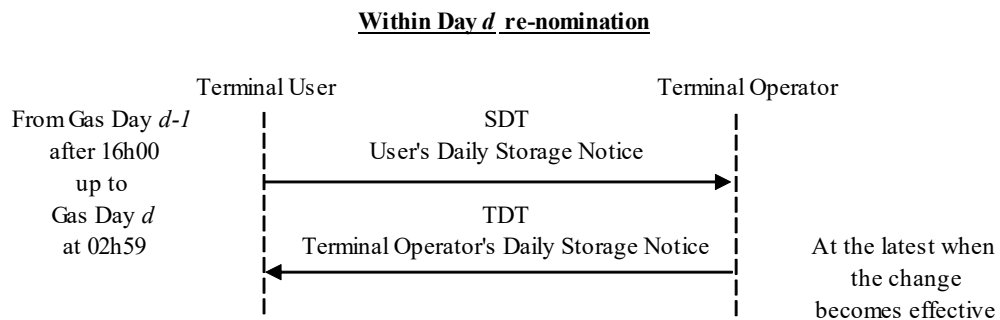 Within Day d re-nomination
Terminal User
Terminal Operator
From Gas Day d-1
after 16h00
up to
Gas Day d
at 02h59
SDT
User's Daily Storage Notice
TDT
Terminal Operator's Daily Storage Notice
At the latest when
the change
becomes effective